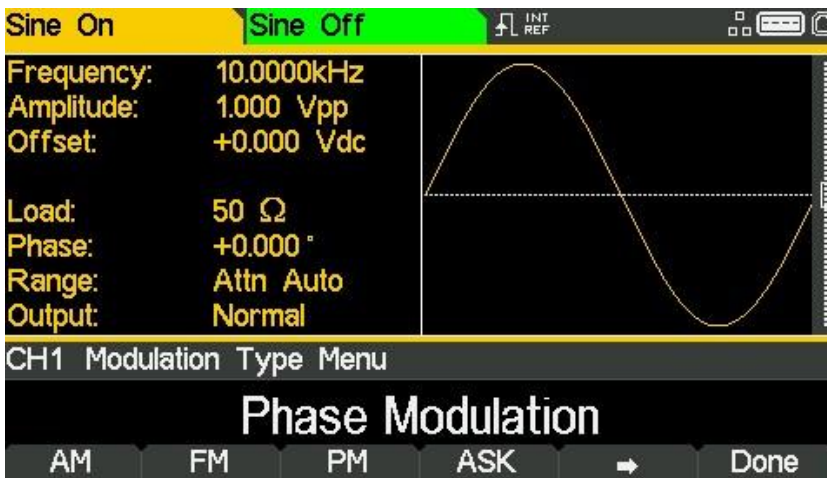 Sine On Sine Off INT REF
Frequency: 10.0000kHz
Amplitude: 1.000 Vpp
Offset: +0.000 Vdc
Load: 50 Ω
Phase: +0.000 °
Range: Attn Auto
Output: Normal
CH1 Modulation Type Menu
Phase Modulation
AM FM PM ASK ➡ Done